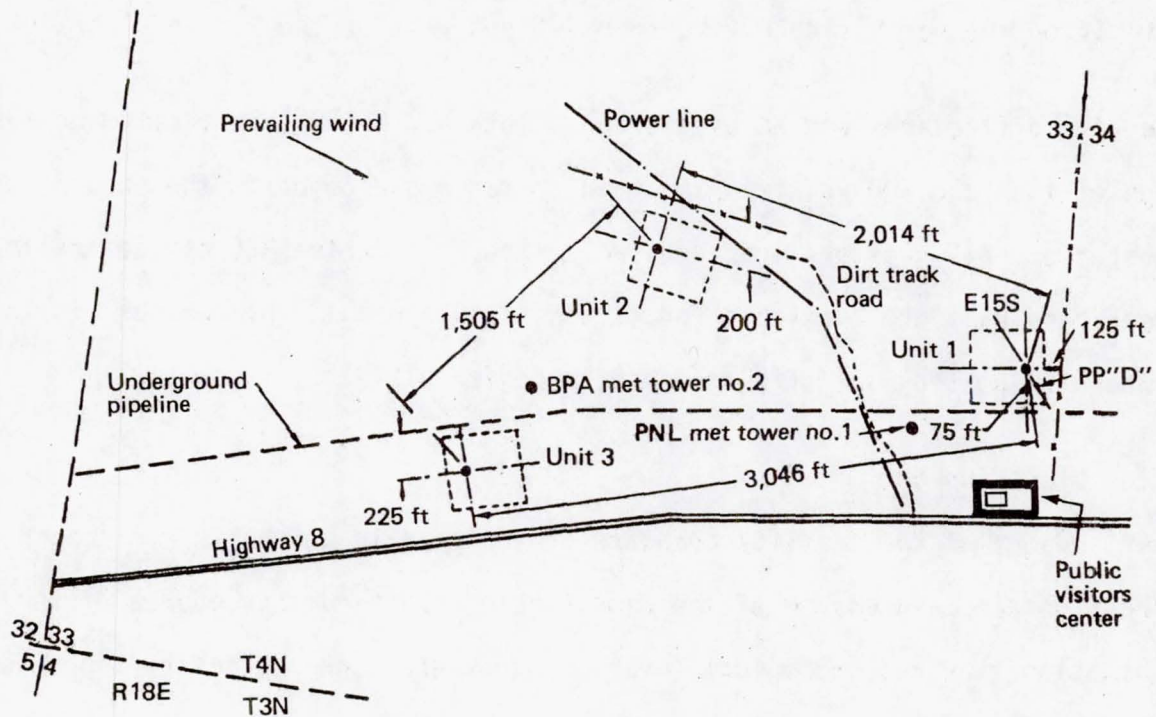 Power line
Prevailing wind
33
34
2,014 ft
Dirt track
road
E15S
1,505 ft
Unit 2
200 ft
125 ft
Unit 1
PP"D"
Underground
pipeline
BPA met tower no.2
PNL met tower no.1
75 ft
Unit 3
3,046 ft
225 ft
Highway 8
Public
visitors
center
32 33
5 4
T4N
R18E
T3N